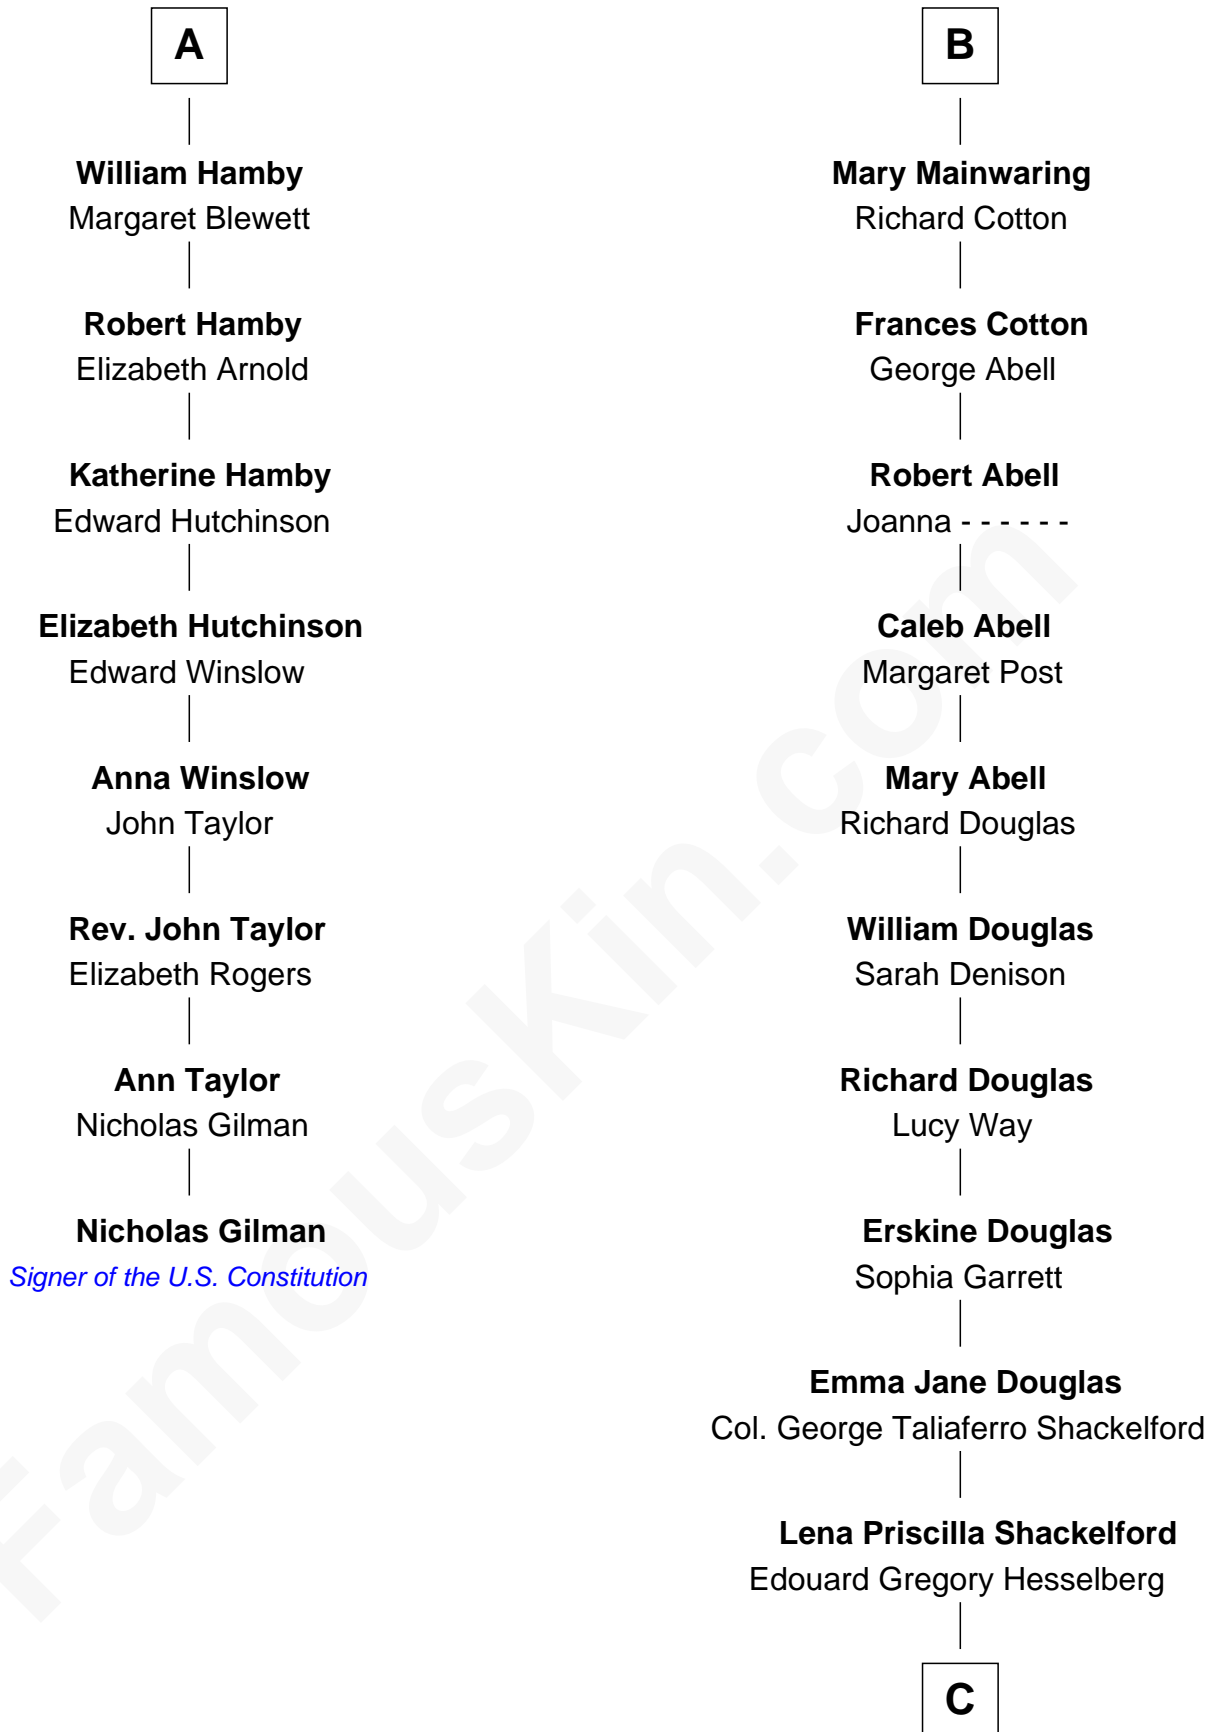 A
William Hamby
Margaret Blewett
Robert Hamby
Elizabeth Arnold
Katherine Hamby
Edward Hutchinson
Elizabeth Hutchinson
Edward Winslow
Anna Winslow
John Taylor
Rev. John Taylor
Elizabeth Rogers
Ann Taylor
Nicholas Gilman
Nicholas Gilman
Signer of the U.S. Constitution
B
Mary Mainwaring
Richard Cotton
Frances Cotton
George Abell
Robert Abell
Joanna - - - - - -
Caleb Abell
Margaret Post
Mary Abell
Richard Douglas
William Douglas
Sarah Denison
Richard Douglas
Lucy Way
Erskine Douglas
Sophia Garrett
Emma Jane Douglas
Col. George Taliaferro Shackelford
Lena Priscilla Shackelford
Edouard Gregory Hesselberg
C
FamousKin.com